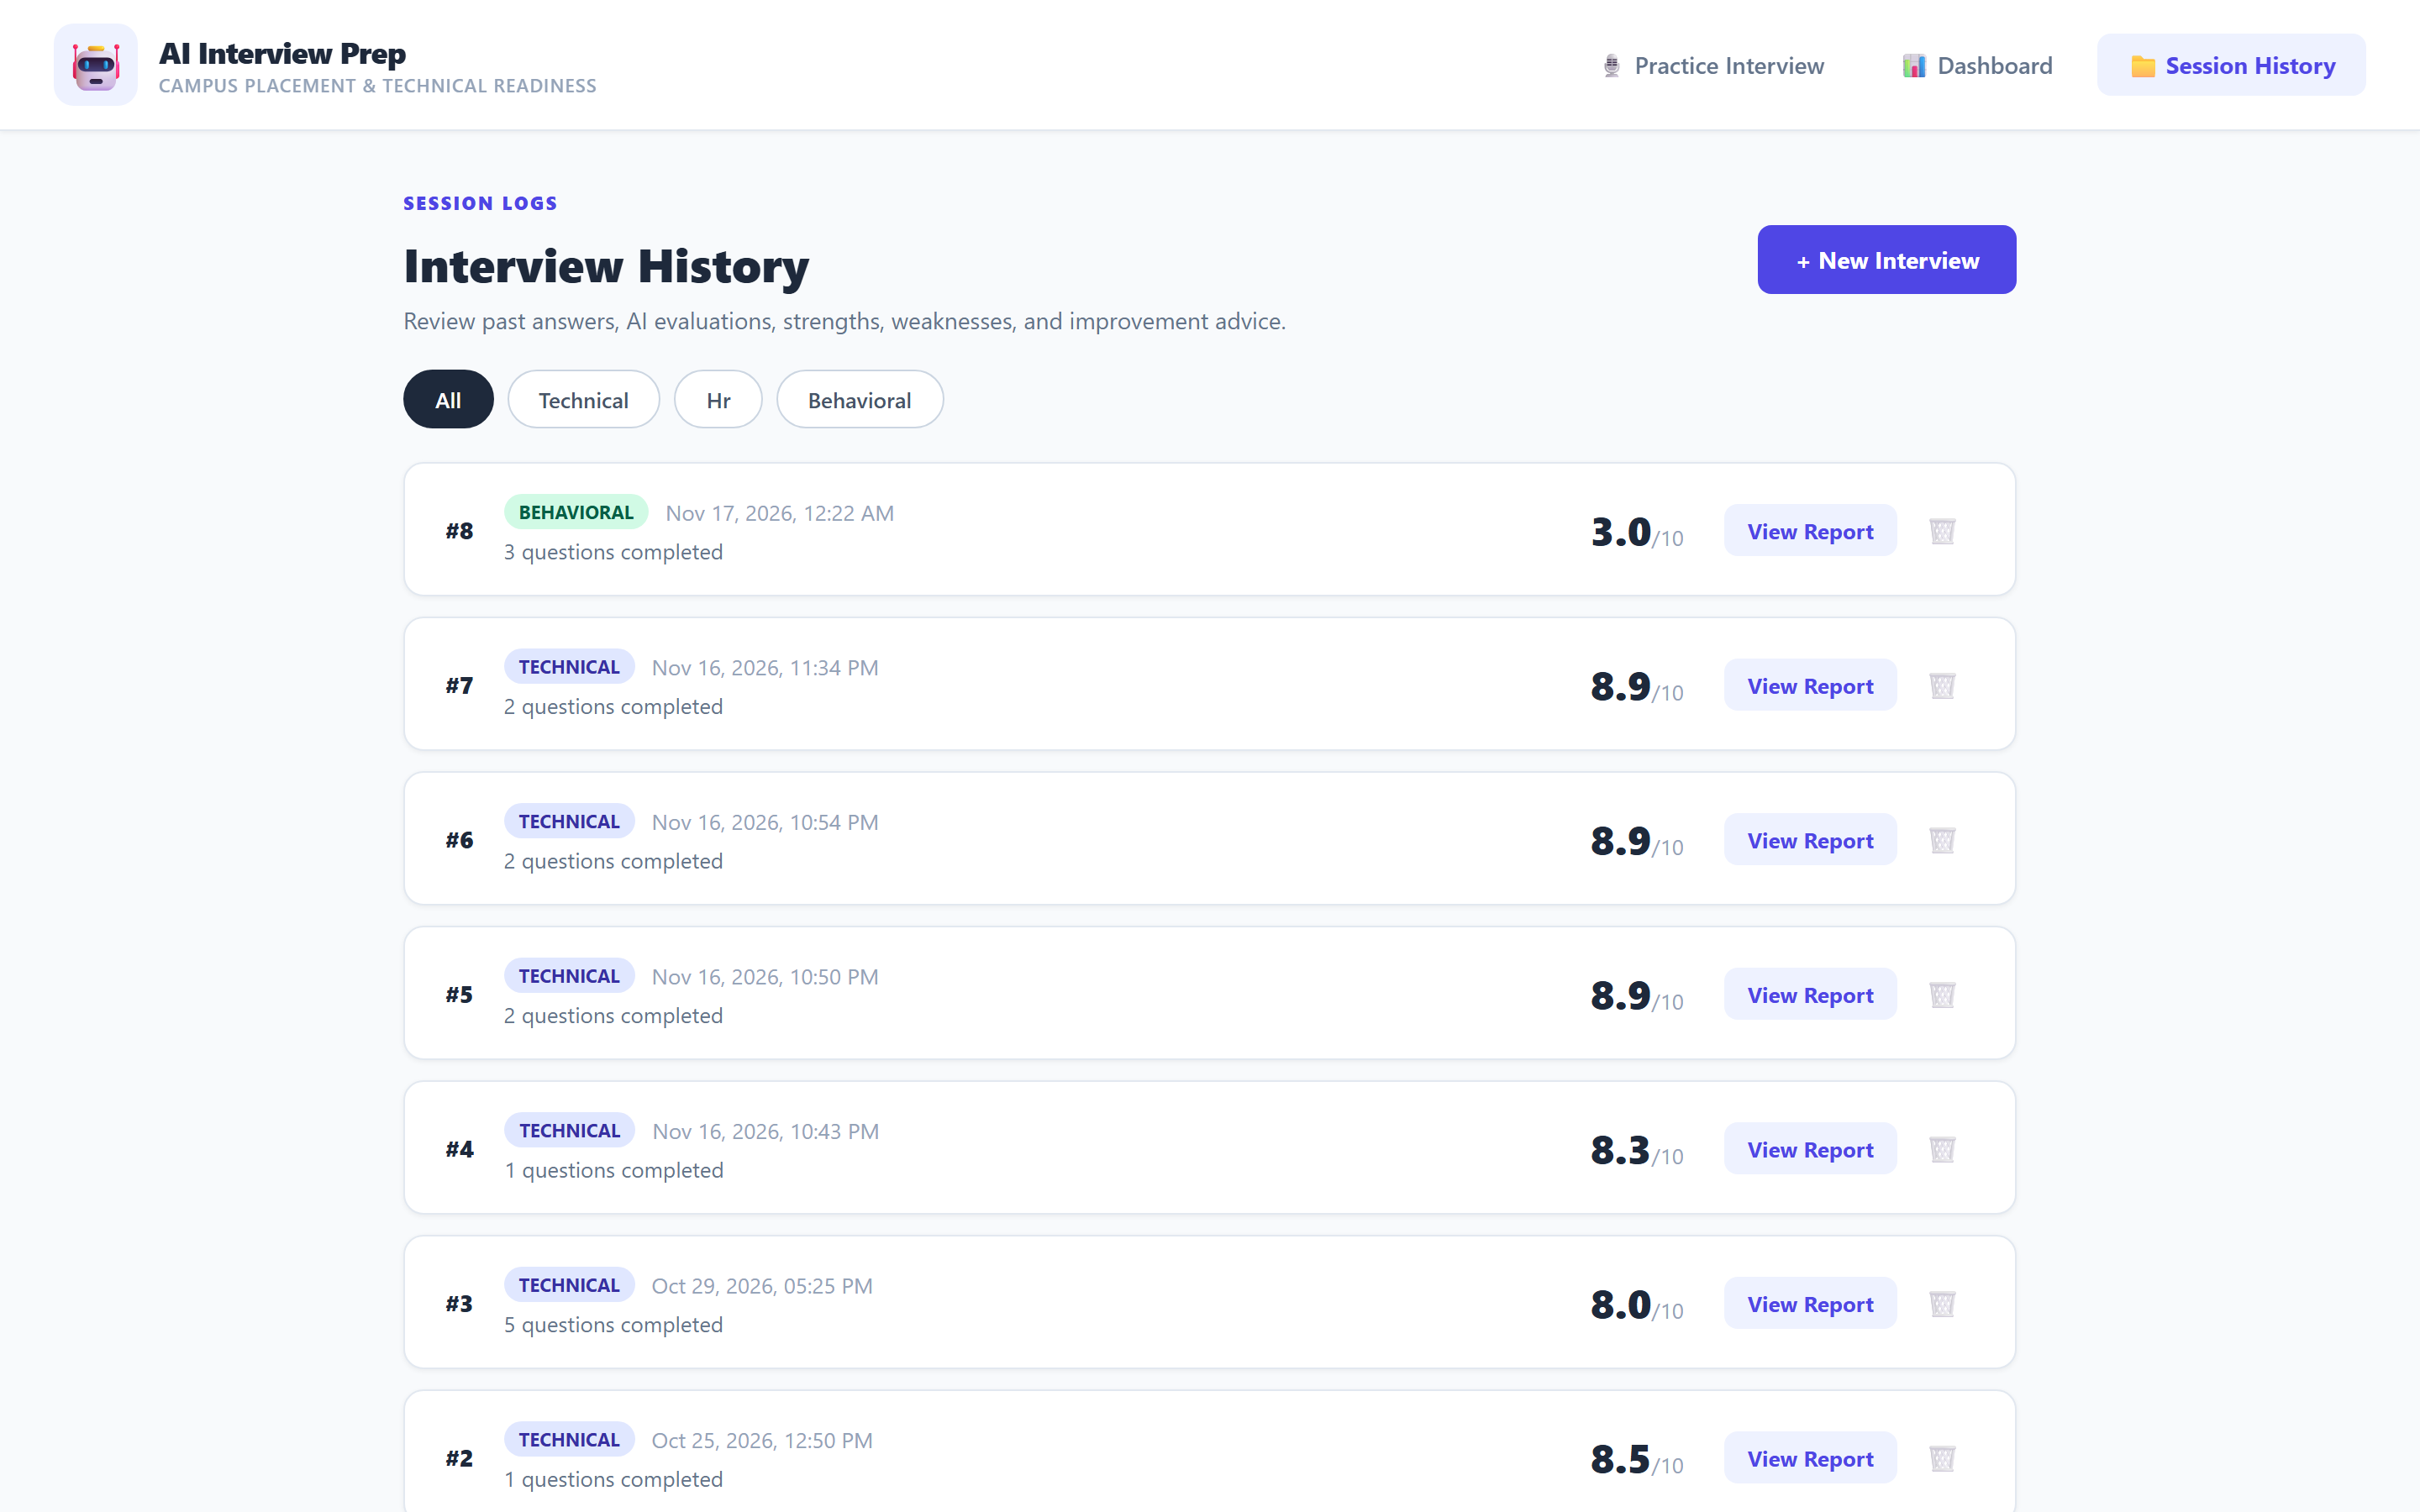 AI Interview Prep
CAMPUS PLACEMENT & TECHNICAL READINESS
Practice Interview
Dashboard
Session History
SESSION LOGS
Interview History
+ New Interview
Review past answers, AI evaluations, strengths, weaknesses, and improvement advice.
All
Technical
Hr
Behavioral
#8
BEHAVIORAL Nov 17, 2026, 12:22 AM
3 questions completed
3.0/10
View Report
#7
TECHNICAL Nov 16, 2026, 11:34 PM
2 questions completed
8.9/10
View Report
#6
TECHNICAL Nov 16, 2026, 10:54 PM
2 questions completed
8.9/10
View Report
#5
TECHNICAL Nov 16, 2026, 10:50 PM
2 questions completed
8.9/10
View Report
#4
TECHNICAL Nov 16, 2026, 10:43 PM
1 questions completed
8.3/10
View Report
#3
TECHNICAL Oct 29, 2026, 05:25 PM
5 questions completed
8.0/10
View Report
#2
TECHNICAL Oct 25, 2026, 12:50 PM
1 questions completed
8.5/10
View Report